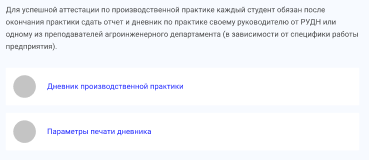 Для успешной аттестации по производственной практике каждый студент обязан после
окончания практики сдать отчет и дневник по практике своему руководителю от РУДН или
одному из преподавателей агроинженерного департамента (в зависимости от специфики работы
предприятия).
Дневник производственной практики
Параметры печати дневника